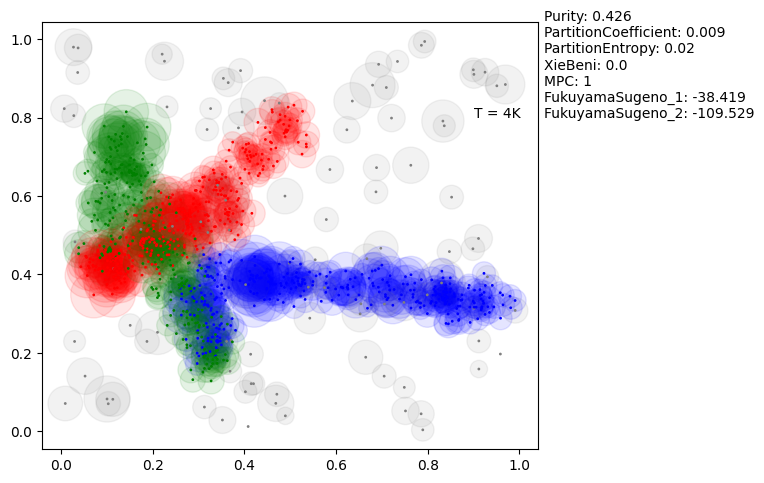 Purity: 0.426
PartitionCoefficient: 0.009
PartitionEntropy: 0.02
XieBeni: 0.0
MPC: 1
FukuyamaSugeno_1: -38.419
FukuyamaSugeno_2: -109.529
T = 4K
1.0
0.8
0.6
0.4
0.2
0.0
0.0 0.2 0.4 0.6 0.8 1.0